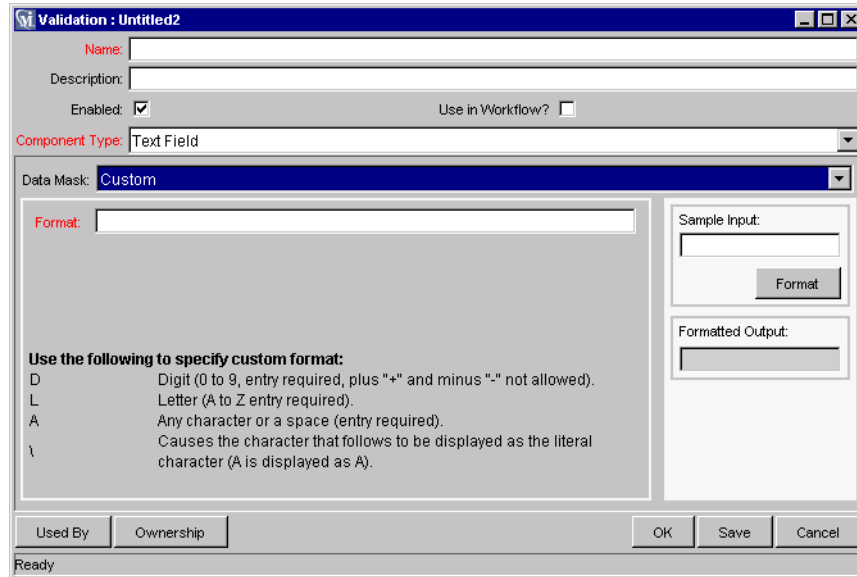 Validation : Untitled2
Name:
Description:
Enabled: Use in Workflow?
Component Type: Text Field
Data Mask: Custom
Format:
Sample Input:
Format
Formatted Output:
Use the following to specify custom format:
D Digit (0 to 9, entry required, plus "+" and minus "-" not allowed).
L Letter (A to Z entry required).
A Any character or a space (entry required).
\ Causes the character that follows to be displayed as the literal
character (A is displayed as A).
Used By Ownership OK Save Cancel
Ready